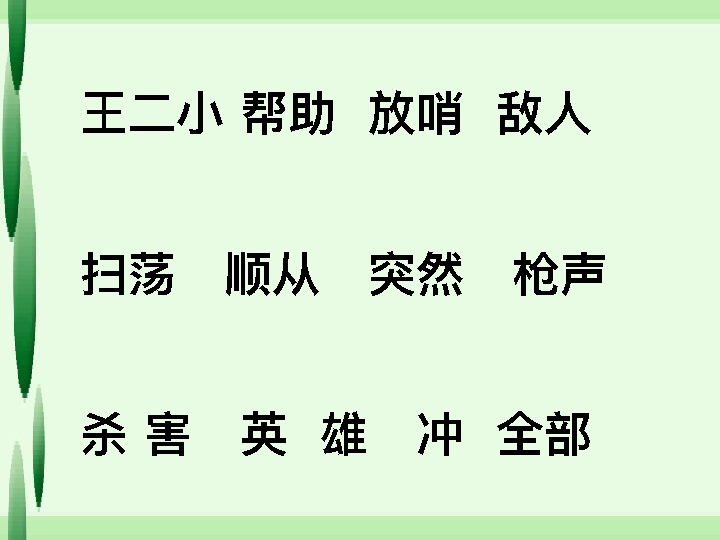 王二小 帮助 放哨 敌人
扫荡 顺从 突然 枪声
杀 害 英 雄 冲 全部